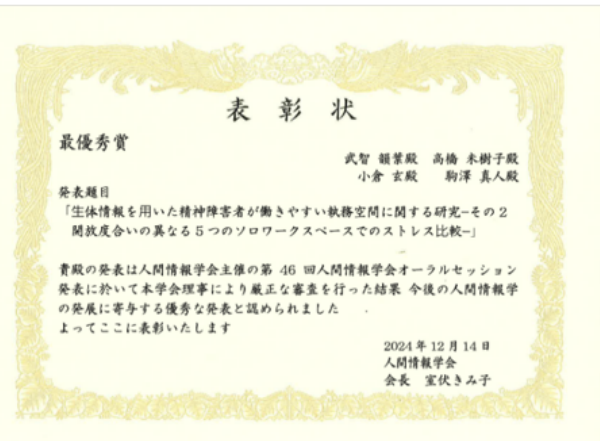 表彰状
最優秀賞
武智 韻葉殿 高橋 未樹子殿
小倉 玄殿 駒澤 真人殿
発表題目
「生体情報を用いた精神障害者が働きやすい執務空間に関する研究−その2
開放度合いの異なる5つのソロワークスペースでのストレス比較−」
貴殿の発表は人間情報学会主催の第 46 回人間情報学会オーラルセッション
発表に於いて本学会理事により厳正な審査を行った結果 今後の人間情報学
の発展に寄与する優秀な発表と認められました
よってここに表彰いたします
2024年12月14日
人間情報学会
会長 室伏きみ子